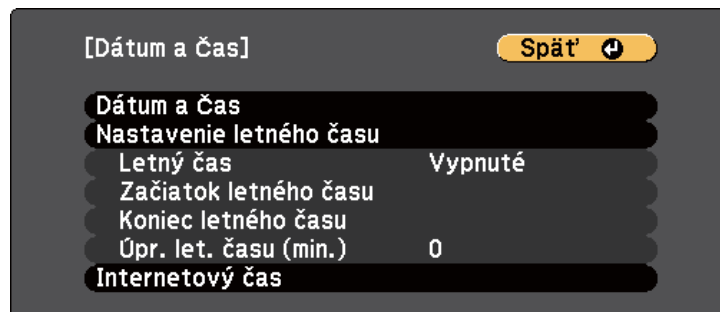 [Dátum a Čas] Späť
Dátum a Čas
Nastavenie letného času
Letný čas Vypnuté
Začiatok letného času
Koniec letného času
Úpr. let. času (min.) 0
Internetový čas